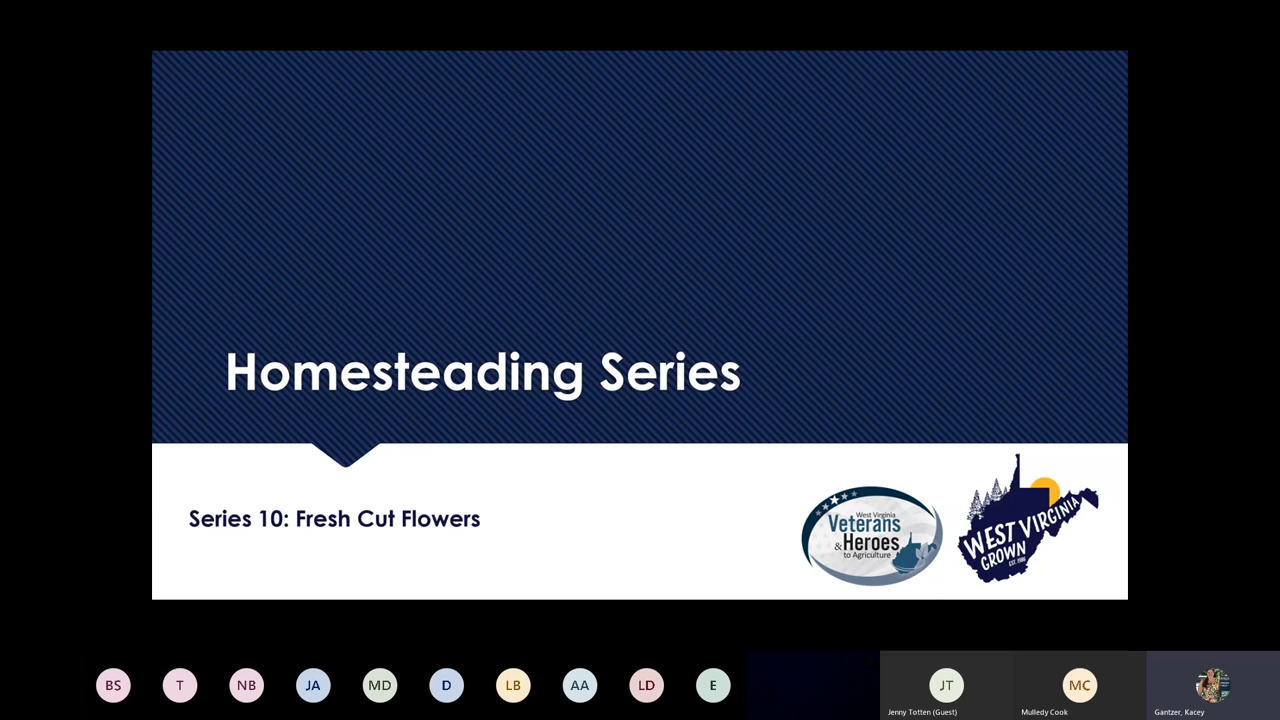 Homesteading Series
Series 10: Fresh Cut Flowers
West Virginia
Veterans
& Heroes
to Agriculture
WEST VIRGINIA
GROWN
EST. 1986
BS
T
NB
JA
MD
D
LB
AA
LD
E
JT
Jenny Totten (Guest)
MC
Mulledy Cook
Gantzer, Kacey